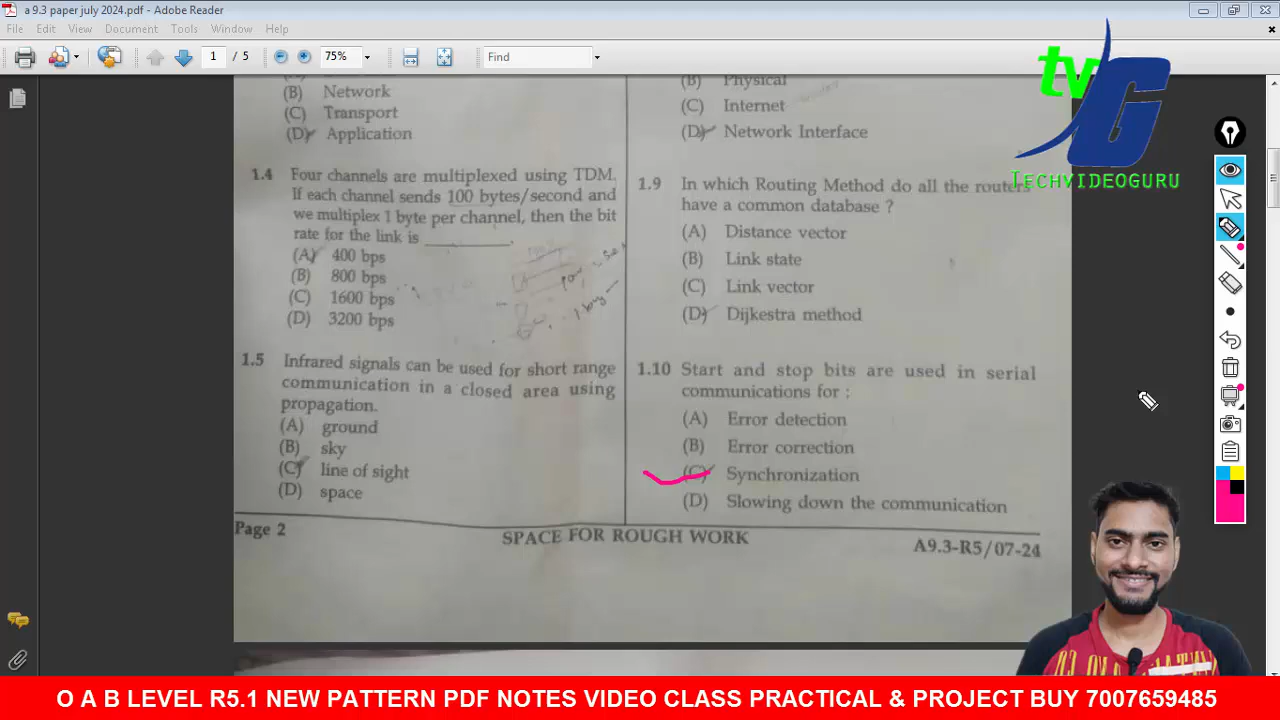 a 9.3 paper july 2024.pdf - Adobe Reader
File Edit View Document Tools Window Help
1 / 5 75% Find
(B) Network
(C) Transport
(D) Application
1.4 Four channels are multiplexed using TDM.
If each channel sends 100 bytes/second and
we multiplex 1 byte per channel, then the bit
rate for the link is __________.
(A) 400 bps
(B) 800 bps
(C) 1600 bps
(D) 3200 bps
1.5 Infrared signals can be used for short range
communication in a closed area using
propagation.
(A) ground
(B) sky
(C) line of sight
(D) space
(B) Physical
(C) Internet
(D) Network Interface
1.9 In which Routing Method do all the routers
have a common database ?
(A) Distance vector
(B) Link state
(C) Link vector
(D) Dijkestra method
1.10 Start and stop bits are used in serial
communications for :
(A) Error detection
(B) Error correction
(C) Synchronization
(D) Slowing down the communication
Page 2 SPACE FOR ROUGH WORK A9.3-R5/07-24
tvG
TECHVIDEOGURU
O A B LEVEL R5.1 NEW PATTERN PDF NOTES VIDEO CLASS PRACTICAL & PROJECT BUY 7007659485